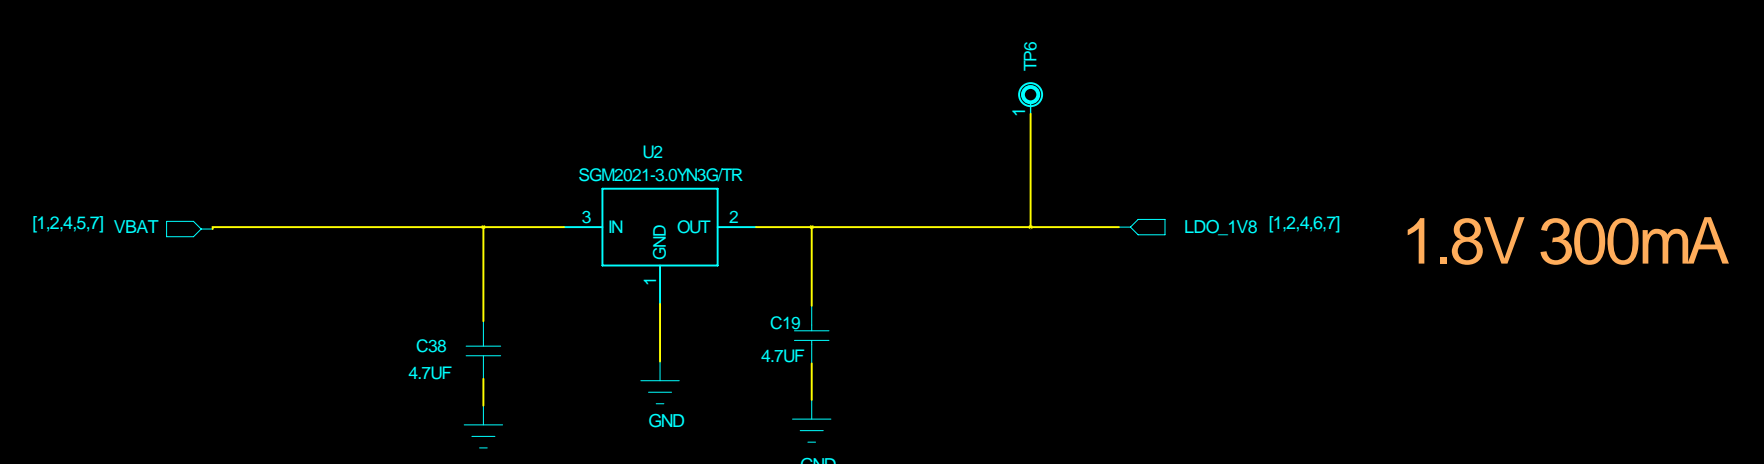 TP6
1
U2
SGM2021-3.0YN3G/TR
[1,2,4,5,7] VBAT
3 IN
GND
OUT 2
1
LDO_1V8 [1,2,4,6,7]
1.8V 300mA
C38
4.7UF
C19
4.7UF
GND
GND